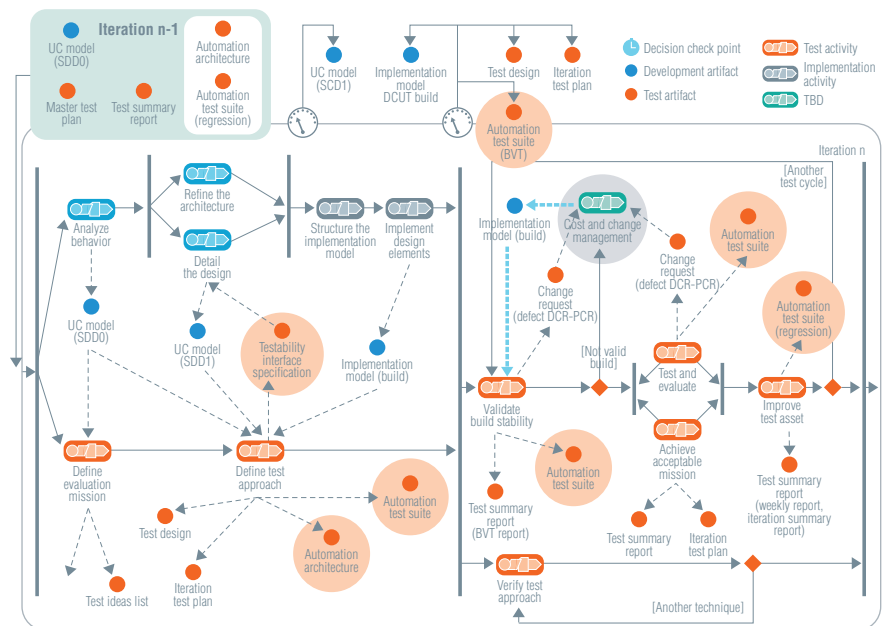 Iteration n-1
UC model
(SDD0)
Automation
architecture
Master test
plan
Test summary
report
Automation
test suite
(regression)
UC model
(SCD1)
Implementation
model
DCUT build
Test design
Iteration
test plan
Automation
test suite
(BVT)
Decision check point
Development artifact
Test artifact
Test activity
Implementation
activity
TBD
Iteration n
[Another
test cycle]
Analyze
behavior
Refine the
architecture
Detail
the design
Structure the
implementation
model
Implement
design
elements
UC model
(SDD0)
UC model
(SDD1)
Testability
interface
specification
Implementation
model (build)
Define
evaluation
mission
Define test
approach
Test design
Automation
test suite
Automation
architecture
Test ideas list
Iteration
test plan
Implementation
model (build)
Cost and change
management
Change
request
(defect DCR-PCR)
Change
request
(defect DCR-PCR)
Automation
test suite
Automation
test suite
(regression)
[Not valid
build]
Validate
build stability
Test and
evaluate
Improve
test asset
Achieve
acceptable
mission
Automation
test suite
Test summary
report
(BVT report)
Test summary
report
Iteration
test plan
Test summary
report
(weekly report,
iteration summary
report)
Verify test
approach
[Another technique]